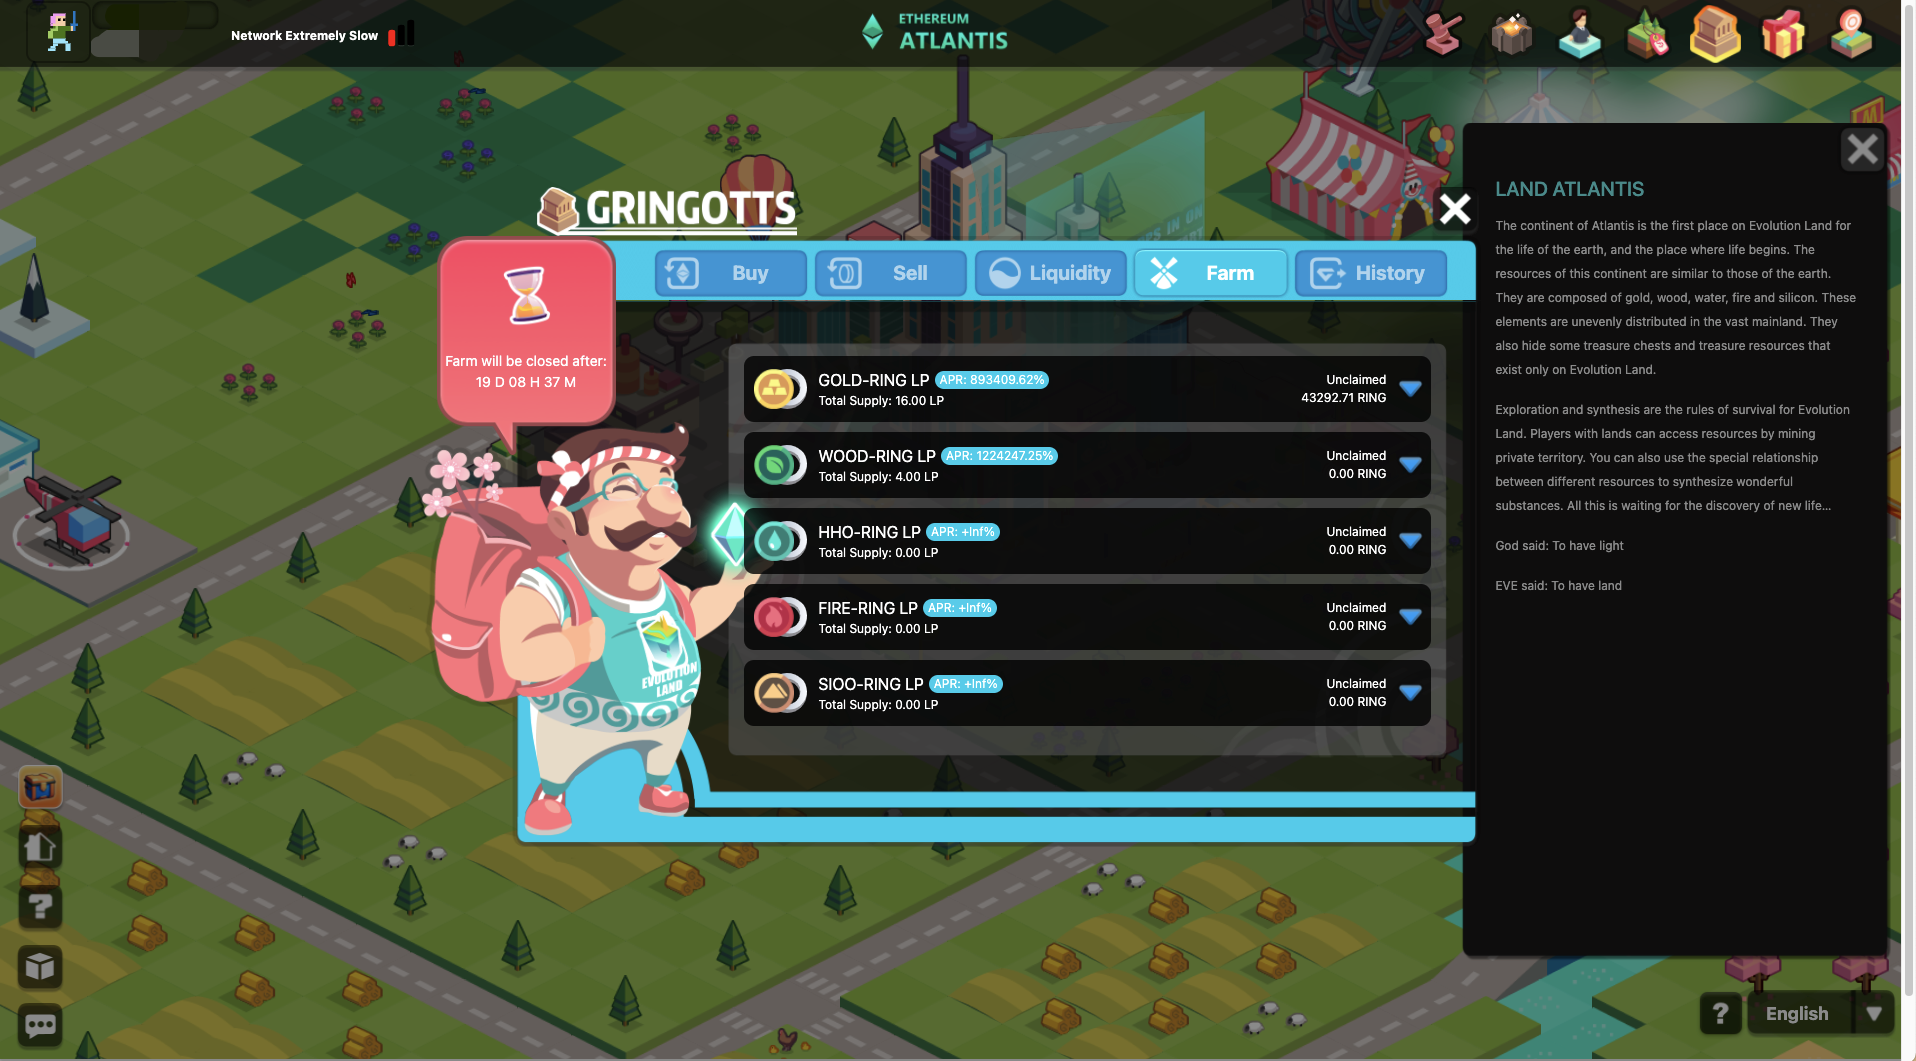 Network Extremely Slow
ETHEREUM
ATLANTIS
GRINGOTTS
Buy
Sell
Liquidity
Farm
History
Farm will be closed after:
19 D 08 H 37 M
GOLD-RING LP APR: 893409.62%
Total Supply: 16.00 LP
Unclaimed
43292.71 RING
WOOD-RING LP APR: 1224247.25%
Total Supply: 4.00 LP
Unclaimed
0.00 RING
HHO-RING LP APR: +Inf%
Total Supply: 0.00 LP
Unclaimed
0.00 RING
FIRE-RING LP APR: +Inf%
Total Supply: 0.00 LP
Unclaimed
0.00 RING
SIOO-RING LP APR: +Inf%
Total Supply: 0.00 LP
Unclaimed
0.00 RING
EVOLUTION
LAND
LAND ATLANTIS
The continent of Atlantis is the first place on Evolution Land for
the life of the earth, and the place where life begins. The
resources of this continent are similar to those of the earth.
They are composed of gold, wood, water, fire and silicon. These
elements are unevenly distributed in the vast mainland. They
also hide some treasure chests and treasure resources that
exist only on Evolution Land.
Exploration and synthesis are the rules of survival for Evolution
Land. Players with lands can access resources by mining
private territory. You can also use the special relationship
between different resources to synthesize wonderful
substances. All this is waiting for the discovery of new life...
God said: To have light
EVE said: To have land
?
?
English